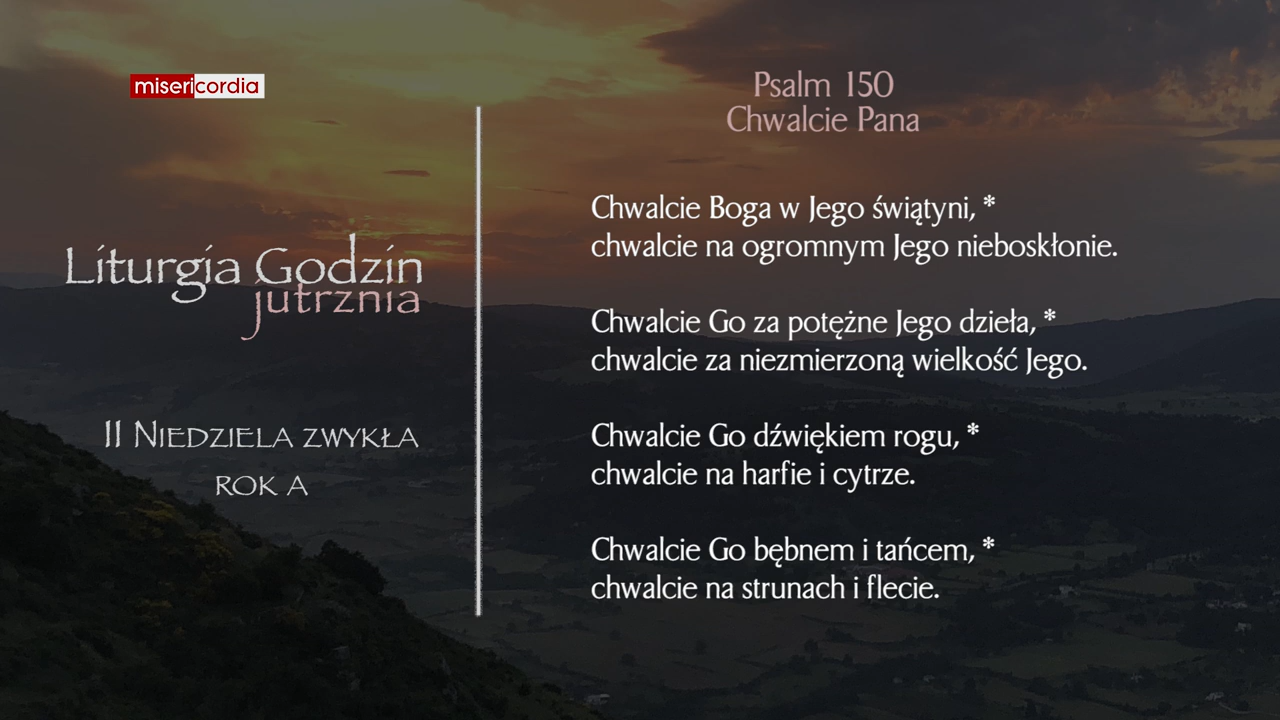 misericordia
Liturgia Godzin
jutrznia
II Niedziela zwykła
rok A
Psalm 150
Chwalcie Pana
Chwalcie Boga w Jego świątyni, *
chwalcie na ogromnym Jego nieboskłonie.
Chwalcie Go za potężne Jego dzieła, *
chwalcie za niezmierzoną wielkość Jego.
Chwalcie Go dźwiękiem rogu, *
chwalcie na harfie i cytrze.
Chwalcie Go bębnem i tańcem, *
chwalcie na strunach i flecie.